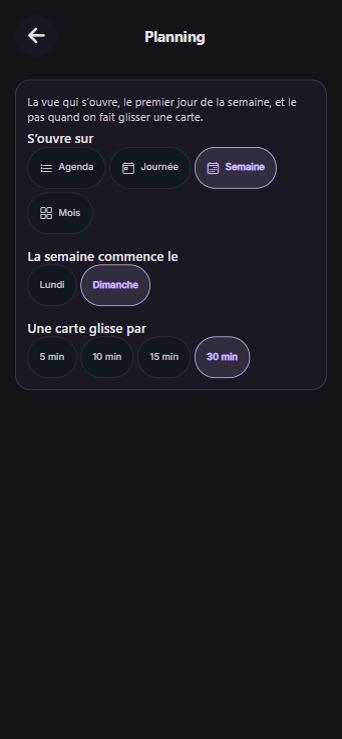 Planning
La vue qui s'ouvre, le premier jour de la semaine, et le
pas quand on fait glisser une carte.
S'ouvre sur
Agenda Journée Semaine
Mois
La semaine commence le
Lundi Dimanche
Une carte glisse par
5 min 10 min 15 min 30 min